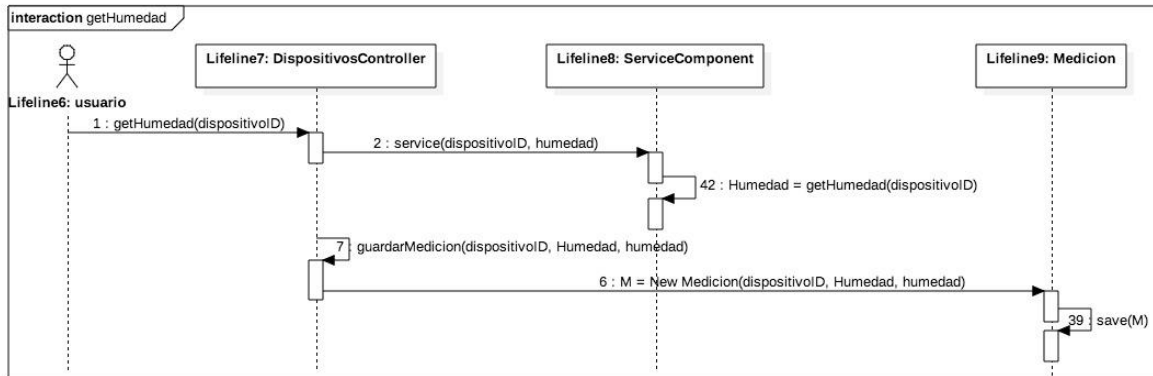 interaction getHumedad
Lifeline7: DispositivosController
Lifeline8: ServiceComponent
Lifeline9: Medicion
Lifeline6: usuario
1 : getHumedad(dispositivoID)
2 : service(dispositivoID, humedad)
42 : Humedad = getHumedad(dispositivoID)
7 : guardarMedicion(dispositivoID, Humedad, humedad)
6 : M = New Medicion(dispositivoID, Humedad, humedad)
39 : save(M)